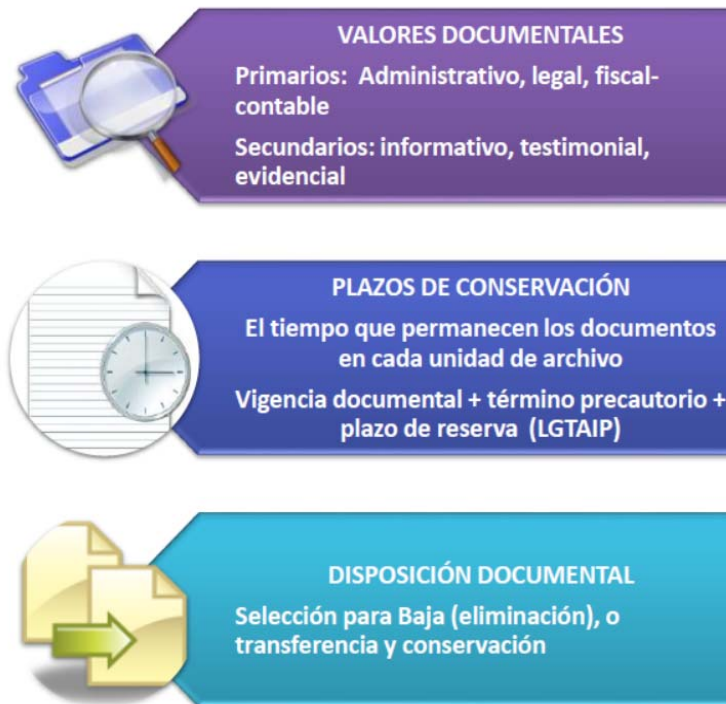 VALORES DOCUMENTALES
Primarios: Administrativo, legal, fiscal-
contable
Secundarios: informativo, testimonial,
evidencial
PLAZOS DE CONSERVACIÓN
El tiempo que permanecen los documentos
en cada unidad de archivo
Vigencia documental + término precautorio +
plazo de reserva (LGTAIP)
DISPOSICIÓN DOCUMENTAL
Selección para Baja (eliminación), o
transferencia y conservación